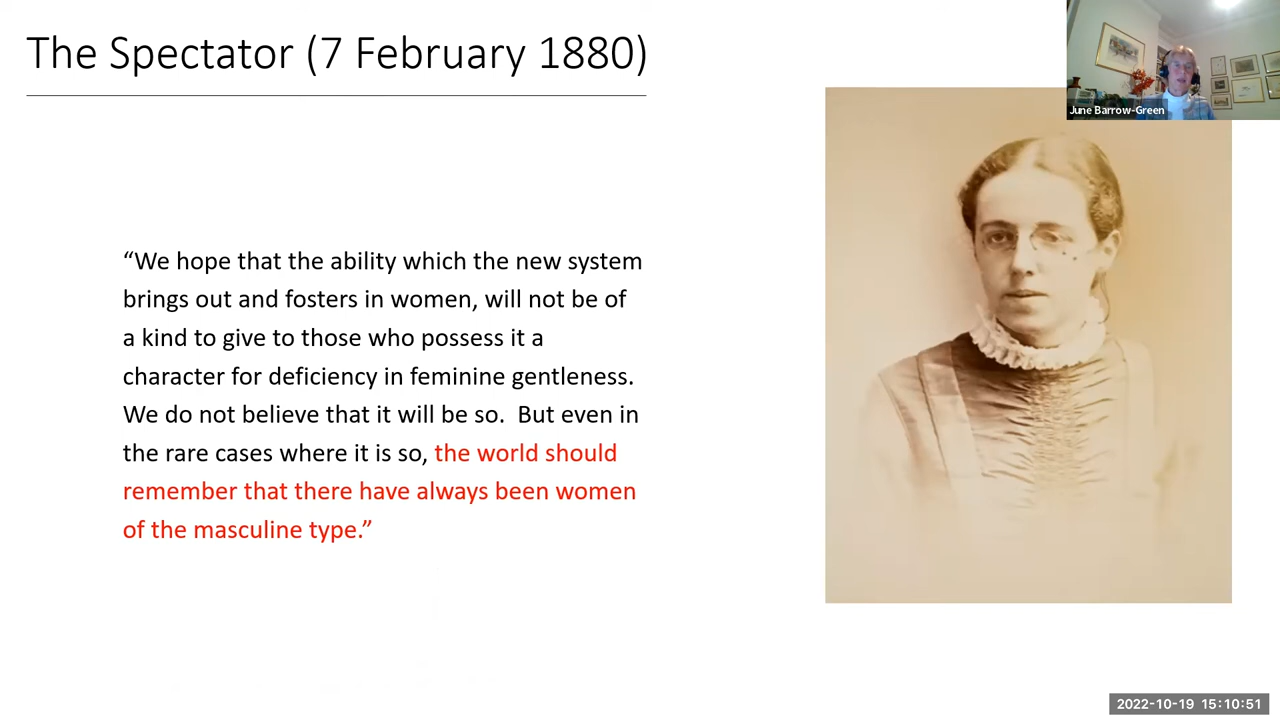 The Spectator (7 February 1880)
June Barrow-Green
“We hope that the ability which the new system
brings out and fosters in women, will not be of
a kind to give to those who possess it a
character for deficiency in feminine gentleness.
We do not believe that it will be so.  But even in
the rare cases where it is so, the world should
remember that there have always been women
of the masculine type.”
2022-10-19 15:10:51